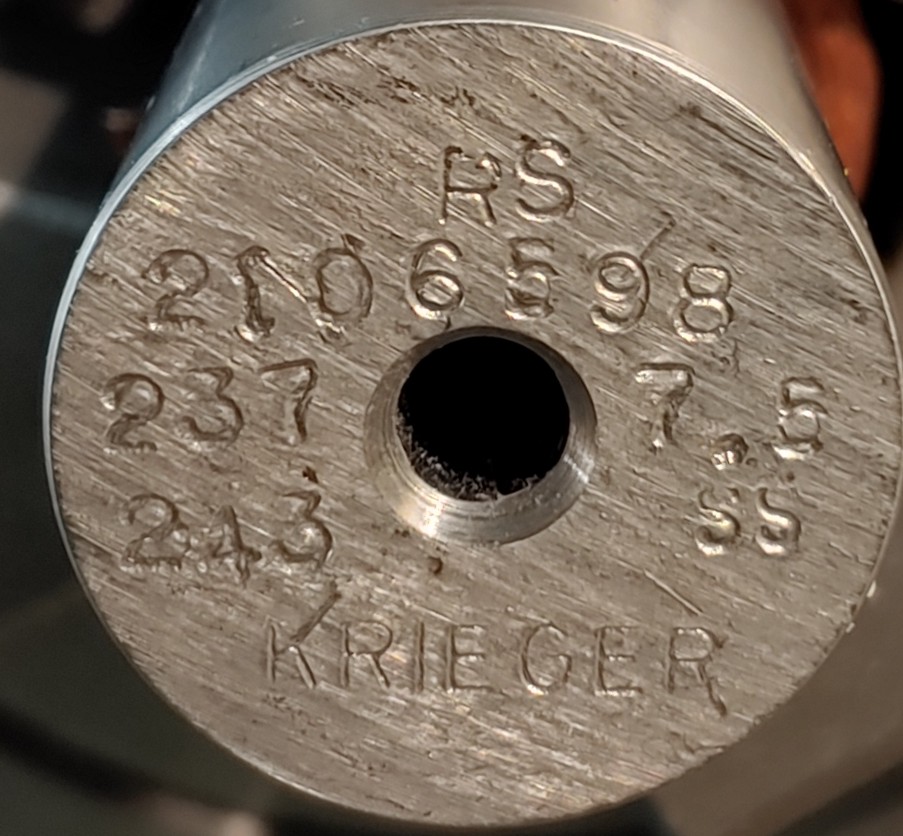 RS
2106598
237 7.5
243 SS
KRIEGER